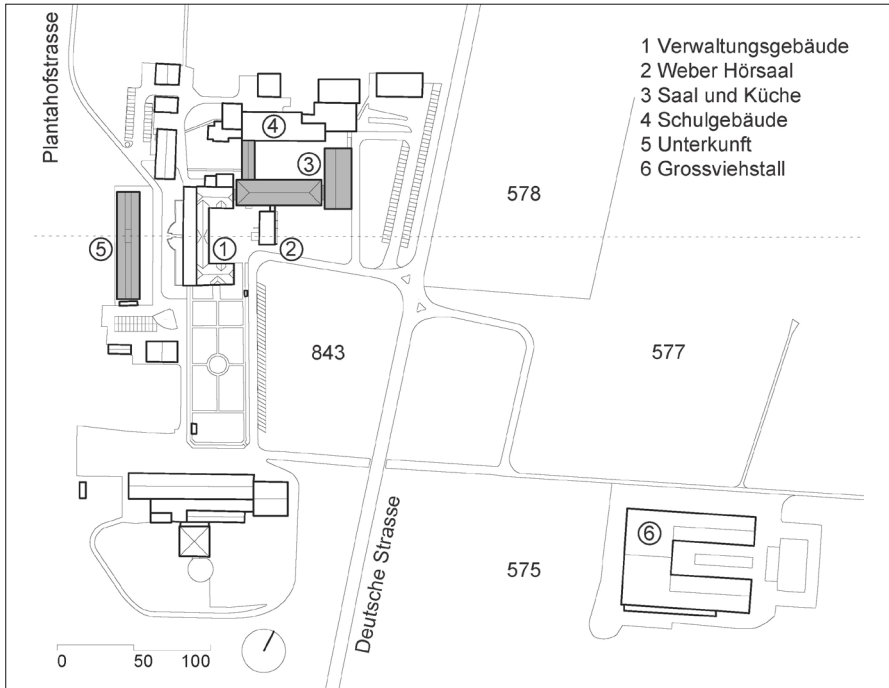 Plantahofstrasse
1 Verwaltungsgebäude
2 Weber Hörsaal
3 Saal und Küche
4 Schulgebäude
5 Unterkunft
6 Grossviehstall
4
3
578
5
1
2
843
577
Deutsche Strasse
6
575
0 50 100